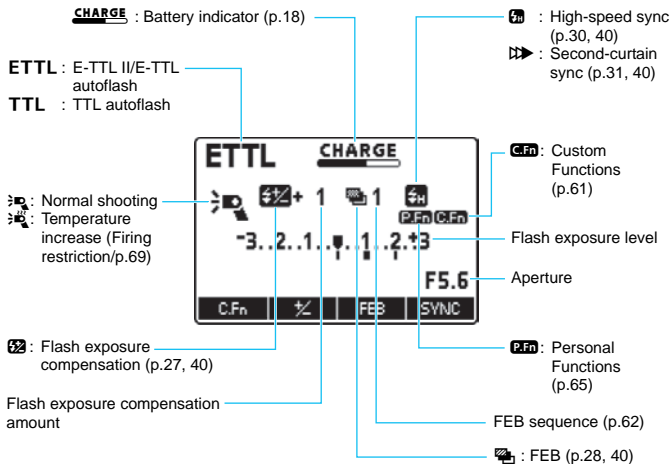 CHARGE : Battery indicator (p.18)
: High-speed sync
(p.30, 40)
: Second-curtain
sync (p.31, 40)
ETTL : E-TTL II/E-TTL
autoflash
TTL : TTL autoflash
ETTL CHARGE
+ 1 1
P.Fn C.Fn
-3..2..1.. ..1..2.+3
F5.6
C.Fn +/- FEB SYNC
: Normal shooting
: Temperature
increase (Firing
restriction/p.69)
C.Fn : Custom
Functions
(p.61)
Flash exposure level
Aperture
: Flash exposure
compensation (p.27, 40)
Flash exposure compensation
amount
P.Fn : Personal
Functions
(p.65)
FEB sequence (p.62)
: FEB (p.28, 40)